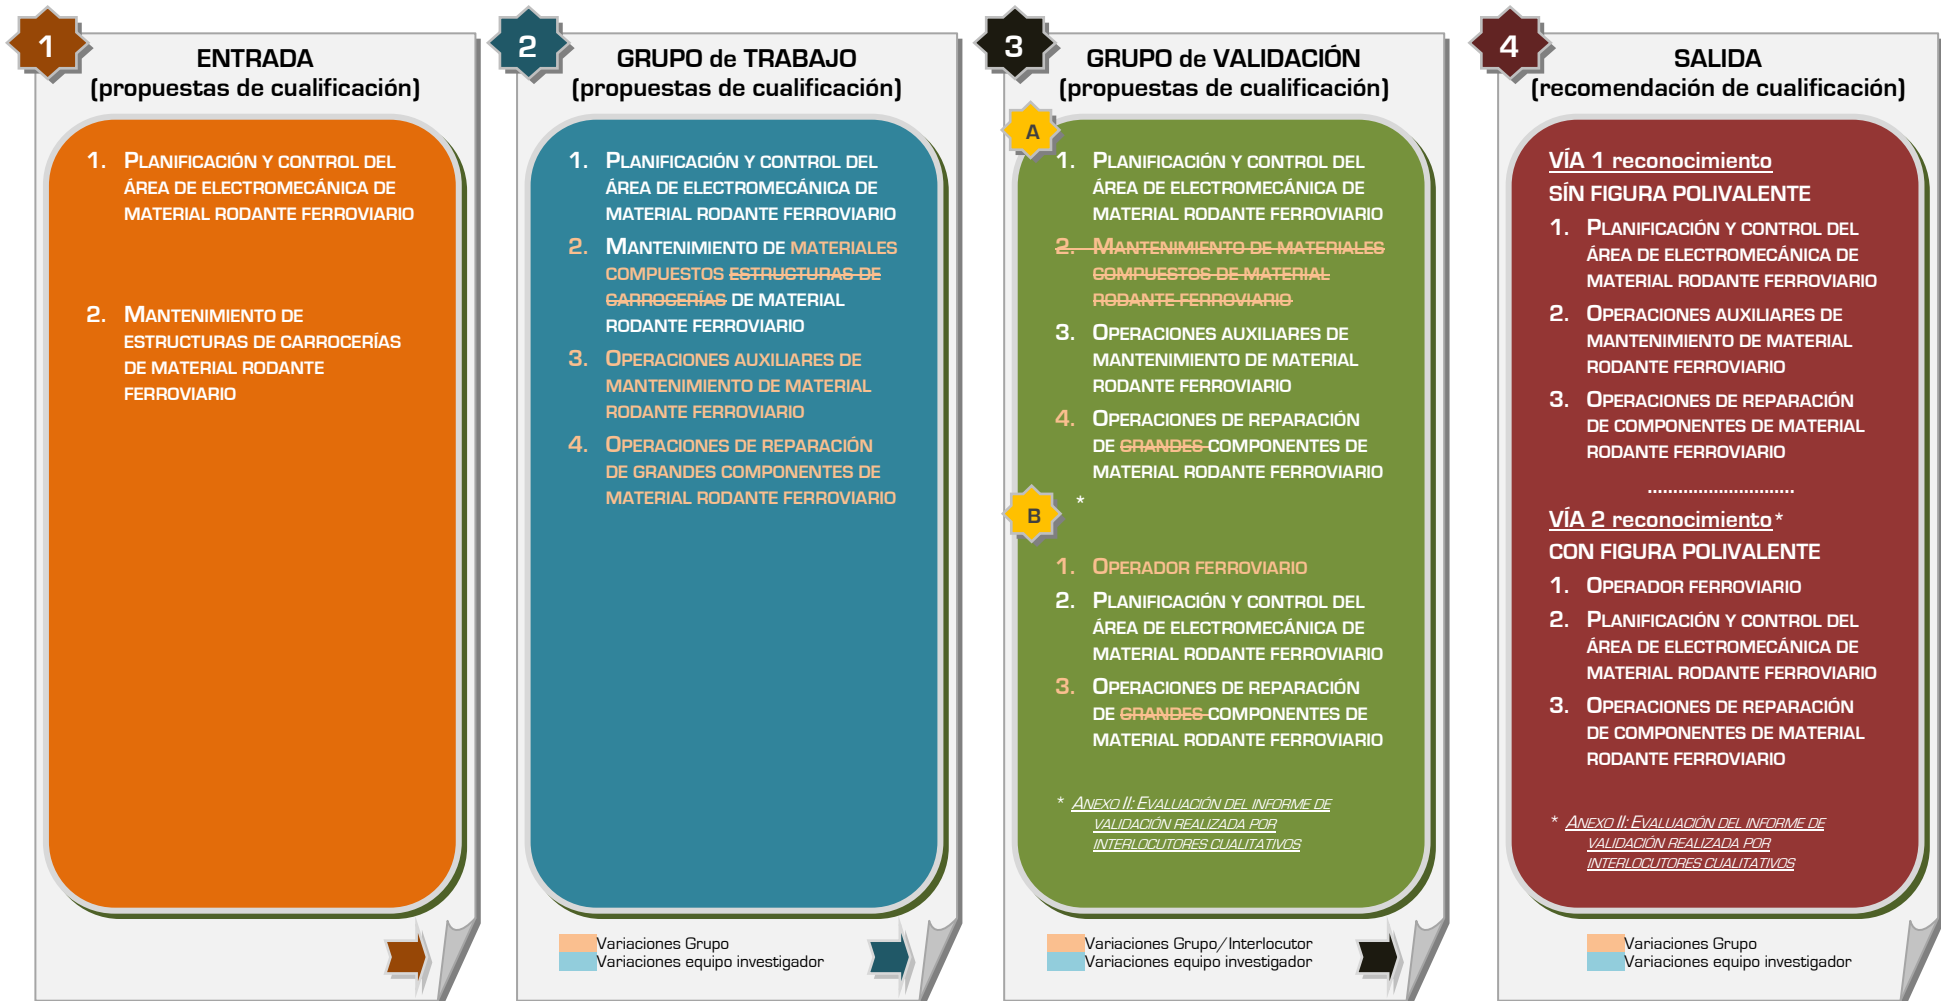 1
ENTRADA
(propuestas de cualificación)
1. PLANIFICACIÓN Y CONTROL DEL
ÁREA DE ELECTROMECÁNICA DE
MATERIAL RODANTE FERROVIARIO
2. MANTENIMIENTO DE
ESTRUCTURAS DE CARROCERÍAS
DE MATERIAL RODANTE
FERROVIARIO
2
GRUPO de TRABAJO
(propuestas de cualificación)
1. PLANIFICACIÓN Y CONTROL DEL
ÁREA DE ELECTROMECÁNICA DE
MATERIAL RODANTE FERROVIARIO
2. MANTENIMIENTO DE MATERIALES
COMPUESTOS ESTRUCTURAS DE
CARROCERÍAS DE MATERIAL
RODANTE FERROVIARIO
3. OPERACIONES AUXILIARES DE
MANTENIMIENTO DE MATERIAL
RODANTE FERROVIARIO
4. OPERACIONES DE REPARACIÓN
DE GRANDES COMPONENTES DE
MATERIAL RODANTE FERROVIARIO
Variaciones Grupo
Variaciones equipo investigador
3
GRUPO de VALIDACIÓN
(propuestas de cualificación)
A
1. PLANIFICACIÓN Y CONTROL DEL
ÁREA DE ELECTROMECÁNICA DE
MATERIAL RODANTE FERROVIARIO
2. MANTENIMIENTO DE MATERIALES
COMPUESTOS DE MATERIAL
RODANTE FERROVIARIO
3. OPERACIONES AUXILIARES DE
MANTENIMIENTO DE MATERIAL
RODANTE FERROVIARIO
4. OPERACIONES DE REPARACIÓN
DE GRANDES COMPONENTES DE
MATERIAL RODANTE FERROVIARIO
*
B
1. OPERADOR FERROVIARIO
2. PLANIFICACIÓN Y CONTROL DEL
ÁREA DE ELECTROMECÁNICA DE
MATERIAL RODANTE FERROVIARIO
3. OPERACIONES DE REPARACIÓN
DE GRANDES COMPONENTES DE
MATERIAL RODANTE FERROVIARIO
* ANEXO II: EVALUACIÓN DEL INFORME DE
VALIDACIÓN REALIZADA POR
INTERLOCUTORES CUALITATIVOS
Variaciones Grupo/Interlocutor
Variaciones equipo investigador
4
SALIDA
(recomendación de cualificación)
VÍA 1 reconocimiento
SÍN FIGURA POLIVALENTE
1. PLANIFICACIÓN Y CONTROL DEL
ÁREA DE ELECTROMECÁNICA DE
MATERIAL RODANTE FERROVIARIO
2. OPERACIONES AUXILIARES DE
MANTENIMIENTO DE MATERIAL
RODANTE FERROVIARIO
3. OPERACIONES DE REPARACIÓN
DE COMPONENTES DE MATERIAL
RODANTE FERROVIARIO
.............................
VÍA 2 reconocimiento*
CON FIGURA POLIVALENTE
1. OPERADOR FERROVIARIO
2. PLANIFICACIÓN Y CONTROL DEL
ÁREA DE ELECTROMECÁNICA DE
MATERIAL RODANTE FERROVIARIO
3. OPERACIONES DE REPARACIÓN
DE COMPONENTES DE MATERIAL
RODANTE FERROVIARIO
* ANEXO II: EVALUACIÓN DEL INFORME DE
VALIDACIÓN REALIZADA POR
INTERLOCUTORES CUALITATIVOS
Variaciones Grupo
Variaciones equipo investigador